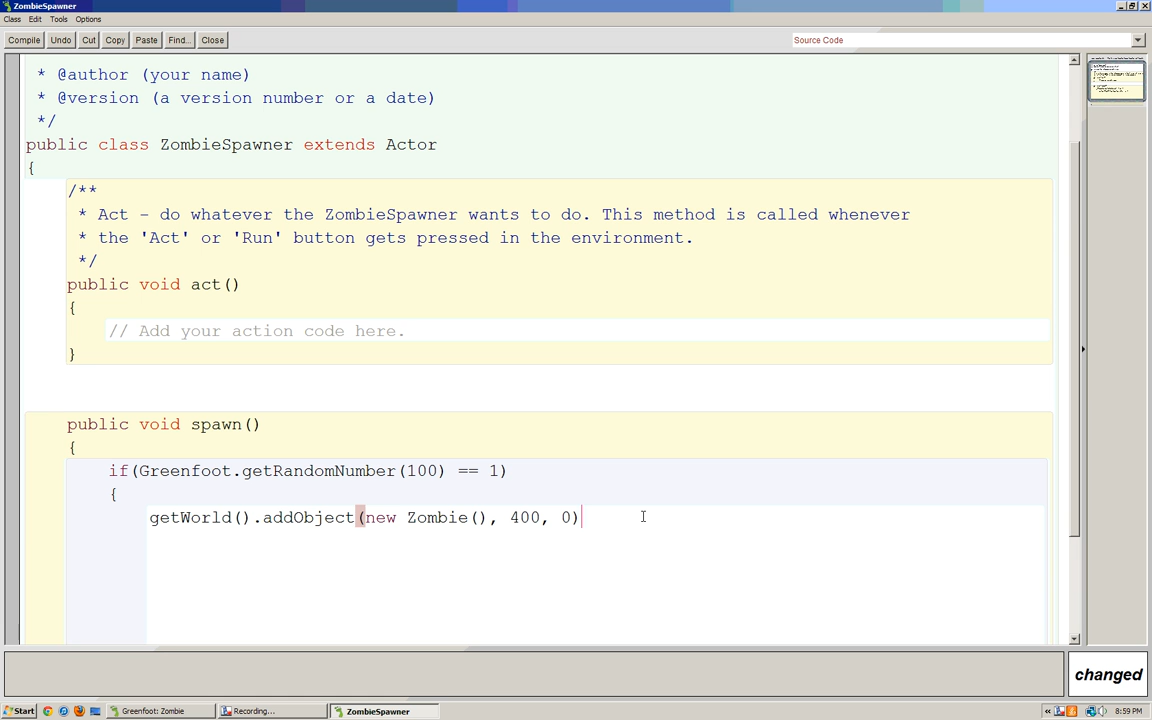 ZombieSpawner
Class Edit Tools Options
Compile Undo Cut Copy Paste Find... Close Source Code
* @author (your name)
* @version (a version number or a date)
*/
public class ZombieSpawner extends Actor
{
/**
* Act - do whatever the ZombieSpawner wants to do. This method is called whenever
* the 'Act' or 'Run' button gets pressed in the environment.
*/
public void act()
{
// Add your action code here.
}
public void spawn()
{
if(Greenfoot.getRandomNumber(100) == 1)
{
getWorld().addObject(new Zombie(), 400, 0)
changed
Start Greenfoot: Zombie Recording... ZombieSpawner « 8:59 PM